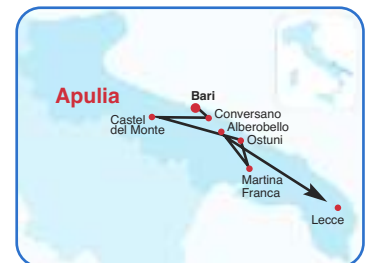 Apulia
Bari
Castel
del Monte
Conversano
Alberobello
Ostuni
Martina
Franca
Lecce